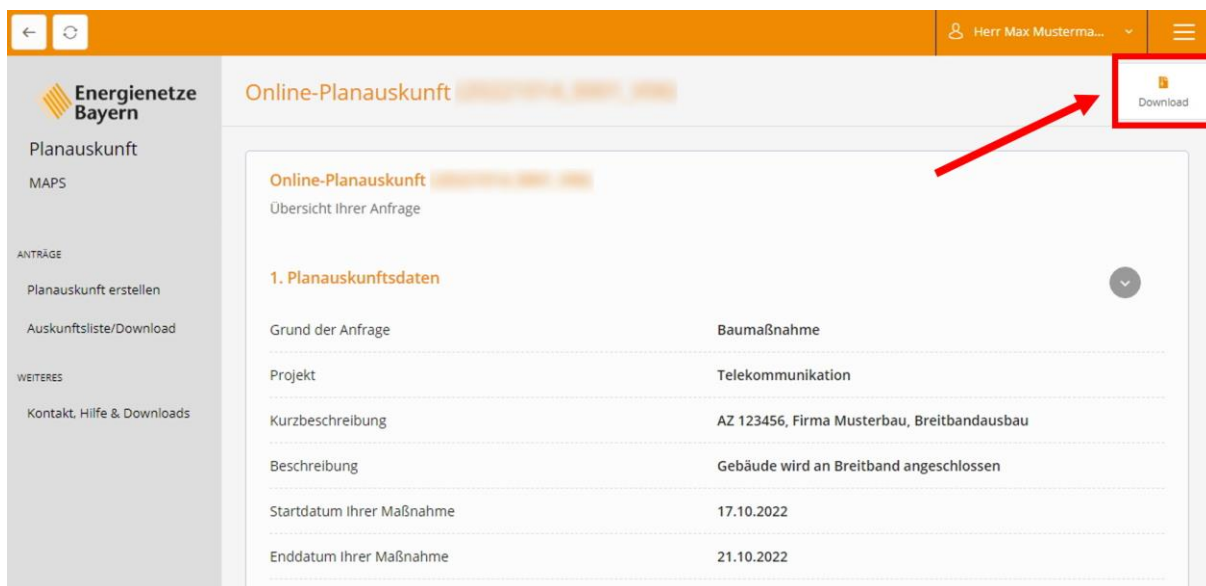 Herr Max Musterma...
Energienetze
Bayern
Planauskunft
MAPS
ANTRÄGE
Planauskunft erstellen
Auskunftsliste/Download
WEITERES
Kontakt, Hilfe & Downloads
Online-Planauskunft
Download
Online-Planauskunft
Übersicht Ihrer Anfrage
1. Planauskunftsdaten
Grund der Anfrage Baumaßnahme
Projekt Telekommunikation
Kurzbeschreibung AZ 123456, Firma Musterbau, Breitbandausbau
Beschreibung Gebäude wird an Breitband angeschlossen
Startdatum Ihrer Maßnahme 17.10.2022
Enddatum Ihrer Maßnahme 21.10.2022